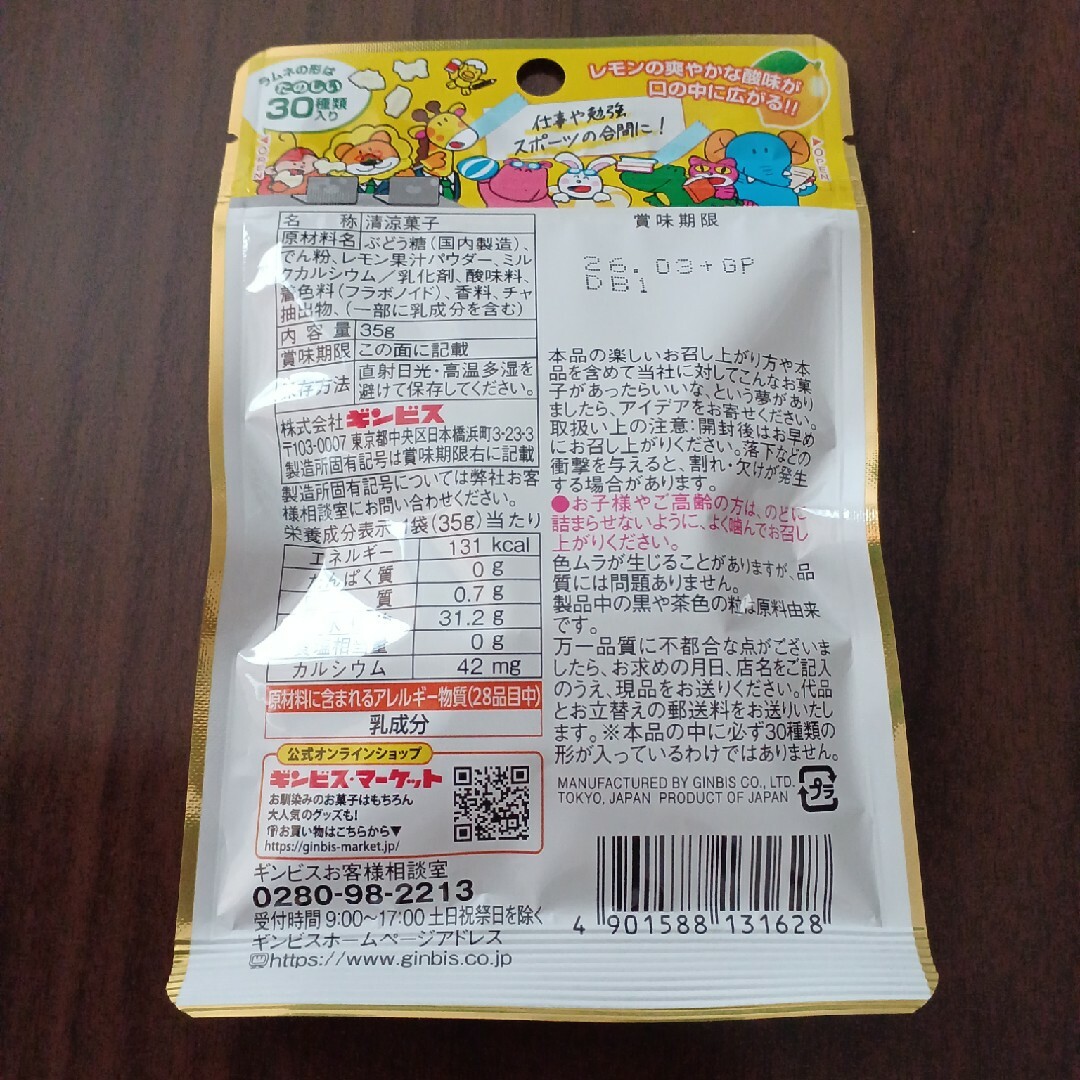 ラムネの形は
たのしい
30種類
入り
仕事や勉強
スポーツの合間に!
レモンの爽やかな酸味が
口の中に広がる!!
OPEN
名称 清涼菓子
原材料名 ぶどう糖(国内製造)、
でん粉、レモン果汁パウダー、ミル
クカルシウム/乳化剤、酸味料、
着色料(フラボノイド)、香料、チャ
抽出物、(一部に乳成分を含む)
内容量 35g
賞味期限 この面に記載
保存方法 直射日光・高温多湿を
避けて保存してください。
株式会社ギンビス
〒103-0007 東京都中央区日本橋浜町3-23-3
製造所固有記号は賞味期限右に記載
製造所固有記号については弊社お客
様相談室にお問い合わせください。
栄養成分表示 1袋(35g)当たり
エネルギー 131 kcal
たんぱく質 0 g
質 0.7 g
31.2 g
食塩相当量 0 g
カルシウム 42 mg
原材料に含まれるアレルギー物質(28品目中)
乳成分
公式オンラインショップ
ギンビス・マーケット
お馴染みのお菓子はもちろん
大人気のグッズも!
お買い物はこちらから▼
https://ginbis-market.jp/
ギンビスお客様相談室
0280-98-2213
受付時間 9:00〜17:00 土日祝祭日を除く
ギンビスホームページアドレス
https://www.ginbis.co.jp
賞味期限
26.03+GP
DB1
本品の楽しいお召し上がり方や本
品を含めて当社に対してこんなお菓
子があったらいいな、という夢があり
ましたら、アイデアをお寄せください。
取扱い上の注意:開封後はお早め
にお召し上がりください。落下などの
衝撃を与えると、割れ・欠けが発生
する場合があります。
●お子様やご高齢の方は、のどに
詰まらせないように、よく噛んでお召し
上がりください。
色ムラが生じることがありますが、品
質には問題ありません。
製品中の黒や茶色の粒は原料由来
です。
万一品質に不都合な点がございま
したら、お求めの月日、店名をご記入
のうえ、現品をお送りください。代品
とお立替えの郵送料をお送りいたし
ます。※本品の中に必ず30種類の
形が入っているわけではありません。
MANUFACTURED BY GINBIS CO., LTD.
TOKYO, JAPAN PRODUCT OF JAPAN
プラ
4 901588 131628